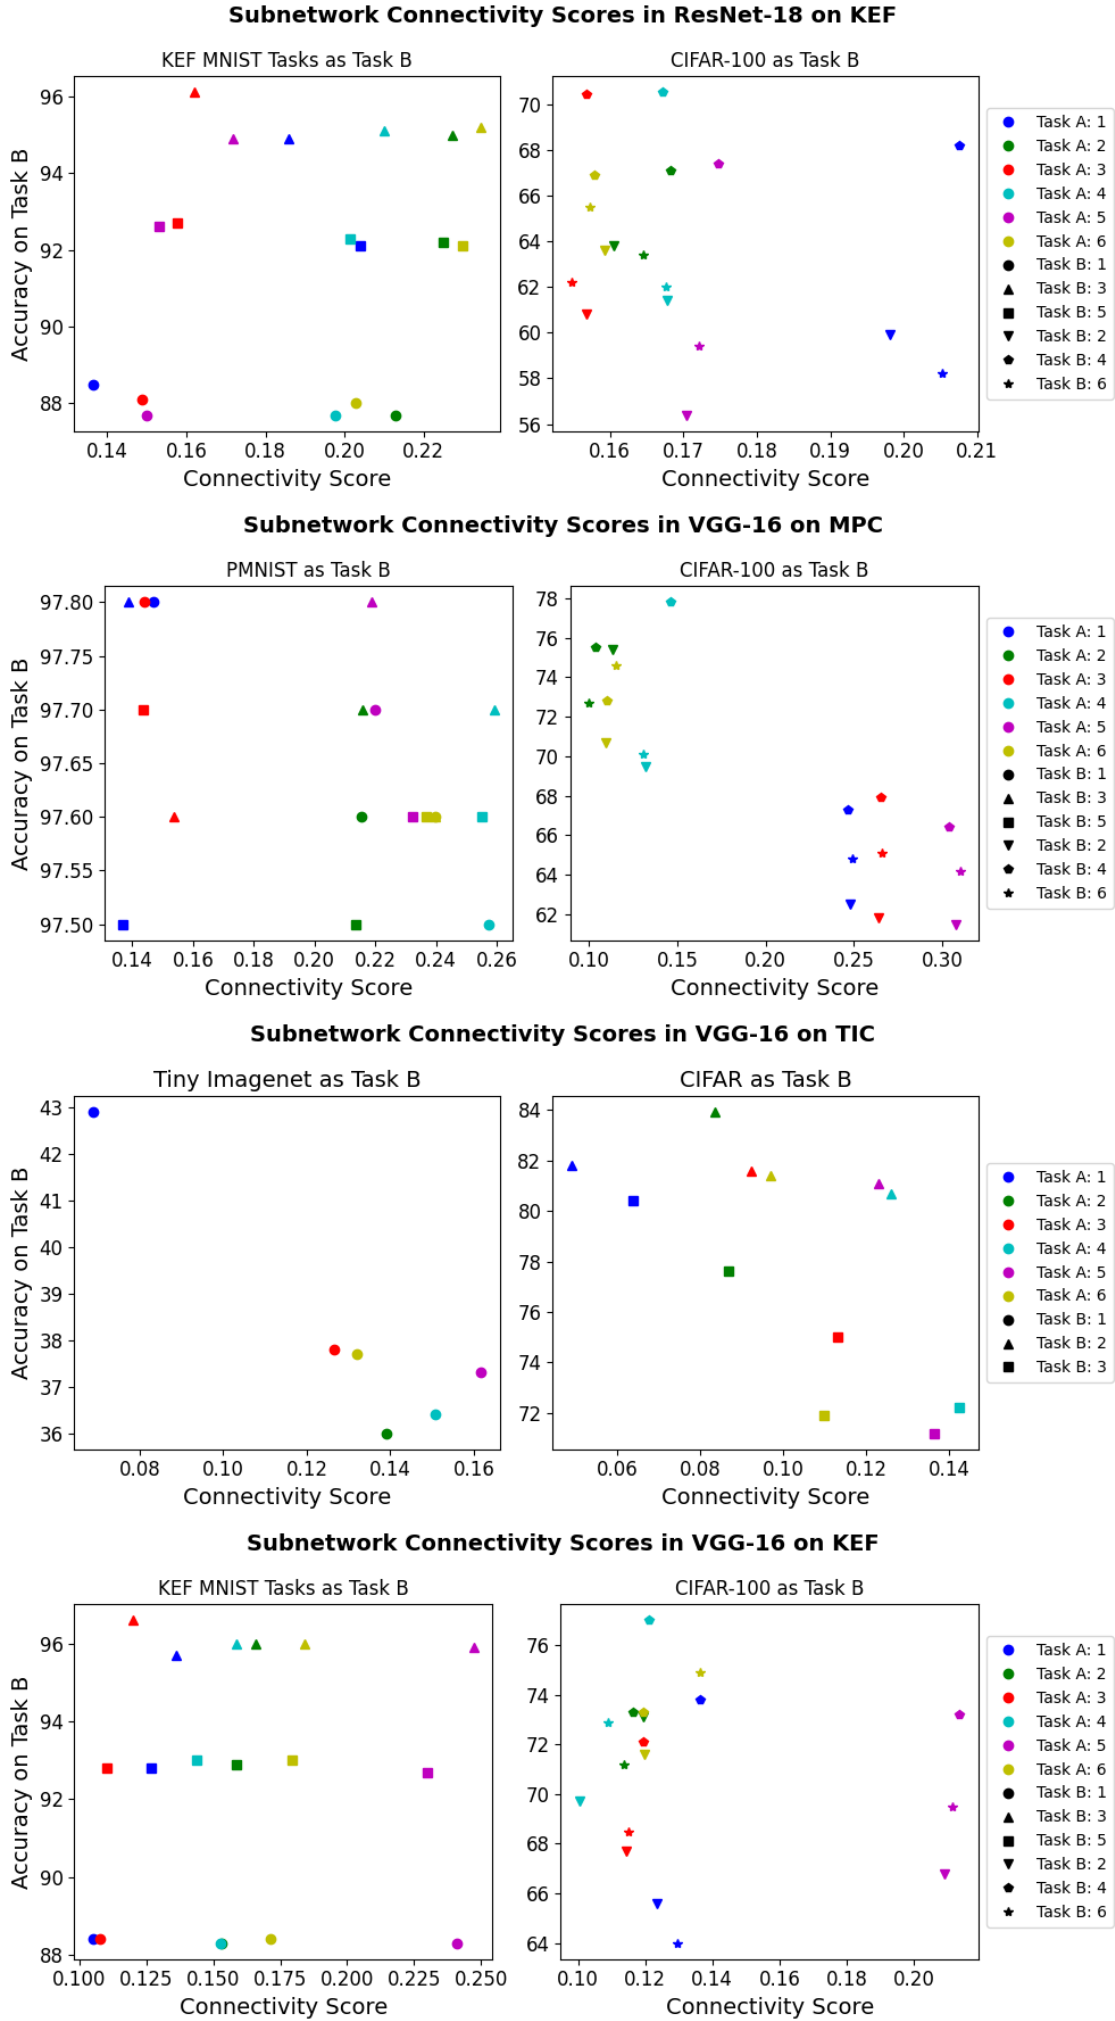 Subnetwork Connectivity Scores in ResNet-18 on KEF
KEF MNIST Tasks as Task B
CIFAR-100 as Task B
Accuracy on Task B
96
94
92
90
88
0.14 0.16 0.18 0.20 0.22
Connectivity Score
70
68
66
64
62
60
58
56
0.16 0.17 0.18 0.19 0.20 0.21
Connectivity Score
Task A: 1
Task A: 2
Task A: 3
Task A: 4
Task A: 5
Task A: 6
Task B: 1
Task B: 3
Task B: 5
Task B: 2
Task B: 4
Task B: 6
Subnetwork Connectivity Scores in VGG-16 on MPC
PMNIST as Task B
CIFAR-100 as Task B
Accuracy on Task B
97.80
97.75
97.70
97.65
97.60
97.55
97.50
0.14 0.16 0.18 0.20 0.22 0.24 0.26
Connectivity Score
78
76
74
72
70
68
66
64
62
0.10 0.15 0.20 0.25 0.30
Connectivity Score
Task A: 1
Task A: 2
Task A: 3
Task A: 4
Task A: 5
Task A: 6
Task B: 1
Task B: 3
Task B: 5
Task B: 2
Task B: 4
Task B: 6
Subnetwork Connectivity Scores in VGG-16 on TIC
Tiny Imagenet as Task B
CIFAR as Task B
Accuracy on Task B
43
42
41
40
39
38
37
36
0.08 0.10 0.12 0.14 0.16
Connectivity Score
84
82
80
78
76
74
72
0.06 0.08 0.10 0.12 0.14
Connectivity Score
Task A: 1
Task A: 2
Task A: 3
Task A: 4
Task A: 5
Task A: 6
Task B: 1
Task B: 2
Task B: 3
Subnetwork Connectivity Scores in VGG-16 on KEF
KEF MNIST Tasks as Task B
CIFAR-100 as Task B
Accuracy on Task B
96
94
92
90
88
0.100 0.125 0.150 0.175 0.200 0.225 0.250
Connectivity Score
76
74
72
70
68
66
64
0.10 0.12 0.14 0.16 0.18 0.20
Connectivity Score
Task A: 1
Task A: 2
Task A: 3
Task A: 4
Task A: 5
Task A: 6
Task B: 1
Task B: 3
Task B: 5
Task B: 2
Task B: 4
Task B: 6